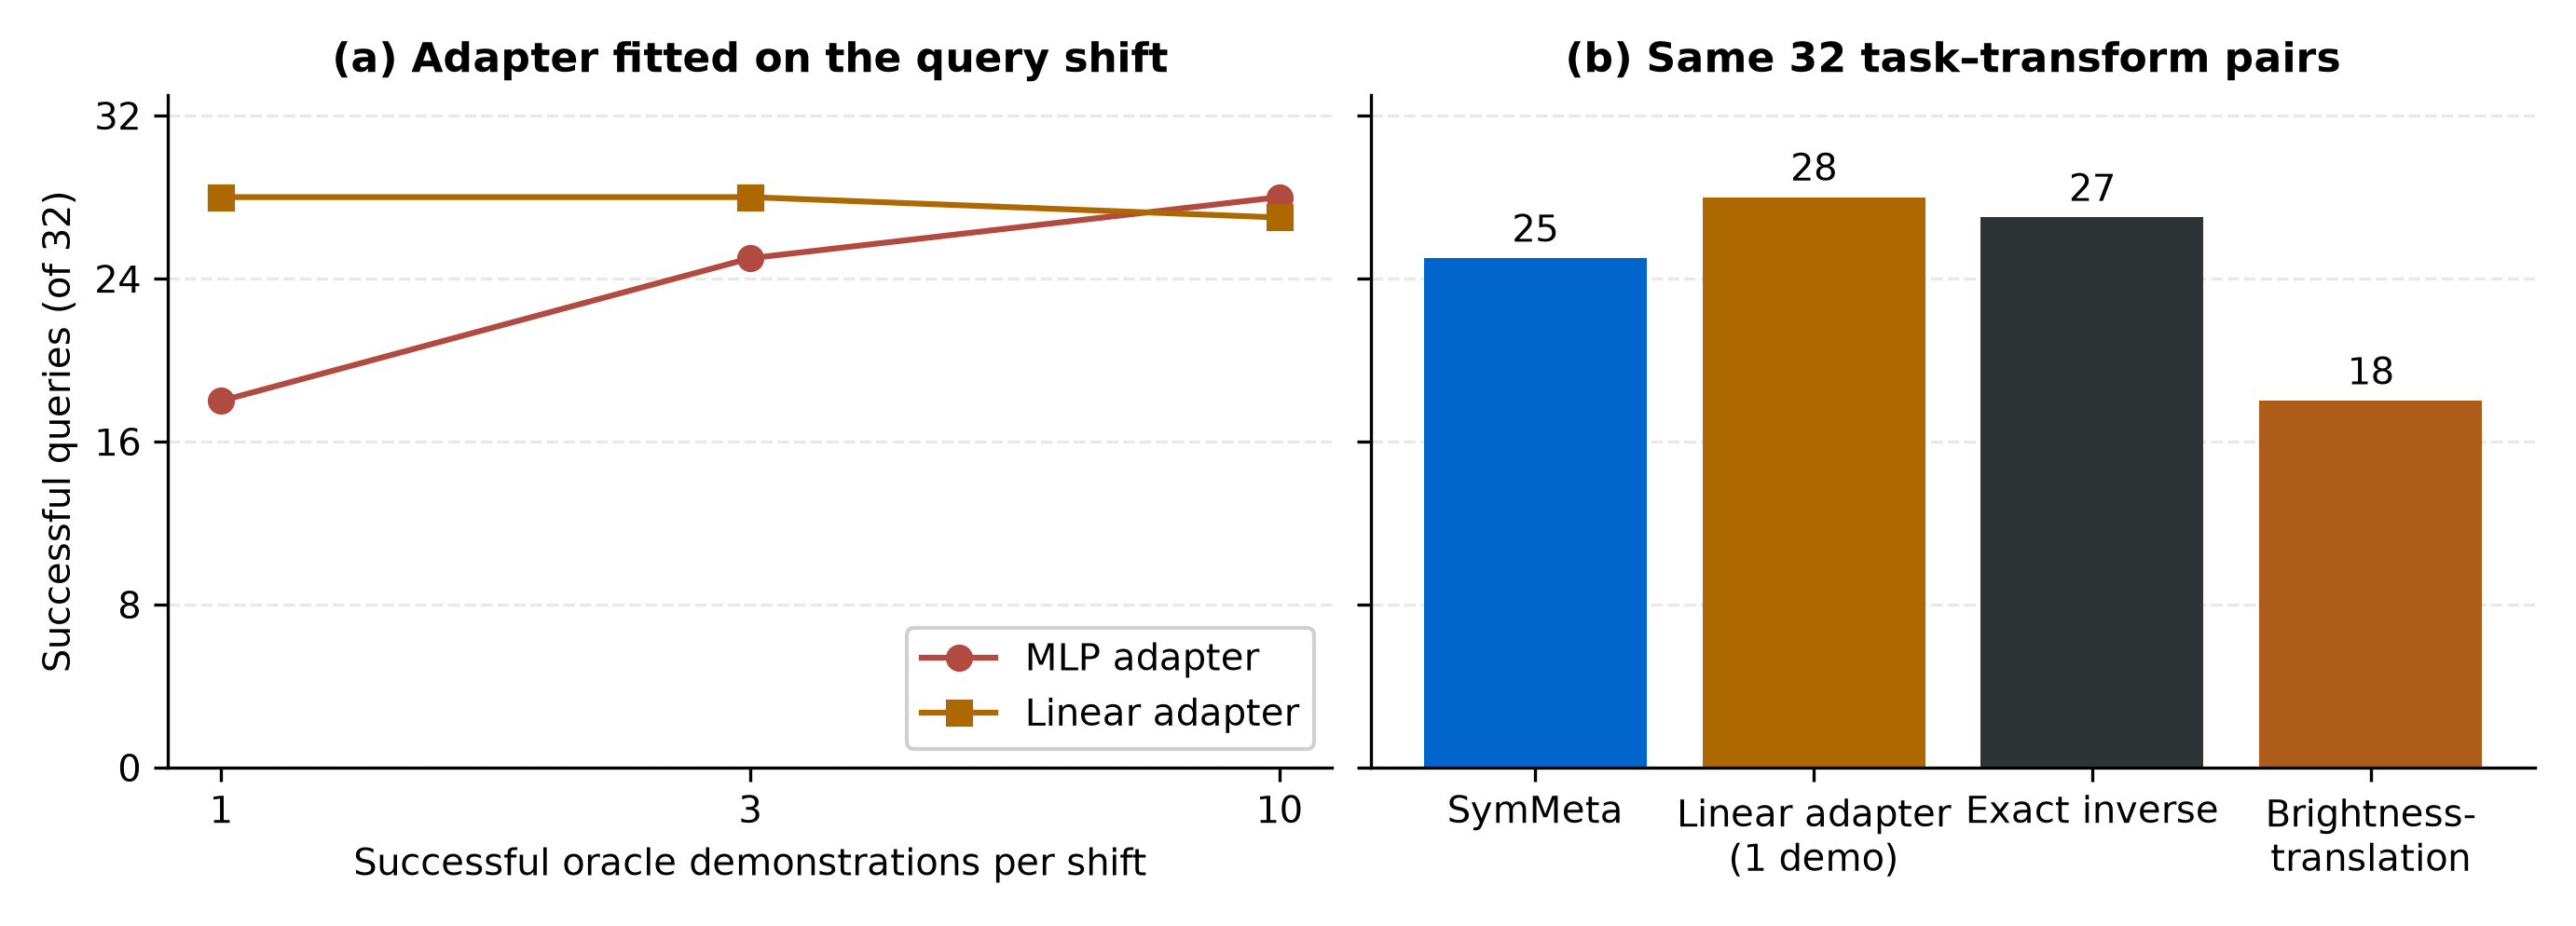 (a) Adapter fitted on the query shift
Successful queries (of 32)
32
24
16
8
0
MLP adapter
Linear adapter
1
3
10
Successful oracle demonstrations per shift
(b) Same 32 task–transform pairs
25
28
27
18
SymMeta
Linear adapter
(1 demo)
Exact inverse
Brightness-
translation